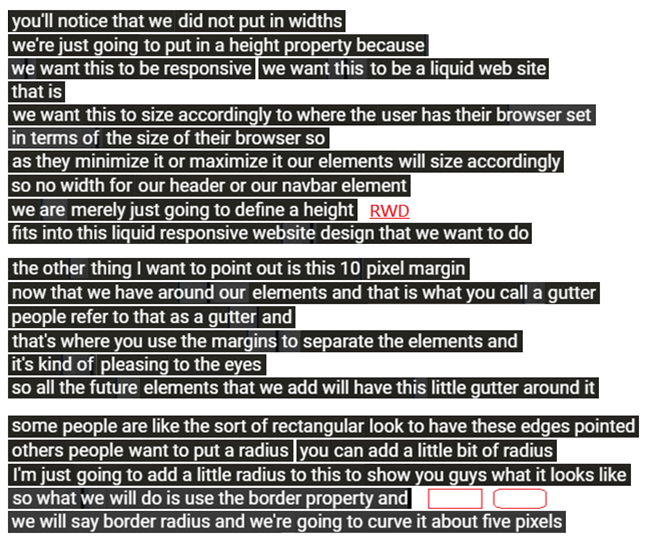 you'll notice that we did not put in widths
we're just going to put in a height property because
we want this to be responsive we want this to be a liquid web site
that is
we want this to size accordingly to where the user has their browser set
in terms of the size of their browser so
as they minimize it or maximize it our elements will size accordingly
so no width for our header or our navbar element
we are merely just going to define a height RWD
fits into this liquid responsive website design that we want to do
the other thing I want to point out is this 10 pixel margin
now that we have around our elements and that is what you call a gutter
people refer to that as a gutter and
that's where you use the margins to separate the elements and
it's kind of pleasing to the eyes
so all the future elements that we add will have this little gutter around it
some people are like the sort of rectangular look to have these edges pointed
others people want to put a radius you can add a little bit of radius
I'm just going to add a little radius to this to show you guys what it looks like
so what we will do is use the border property and
we will say border radius and we're going to curve it about five pixels